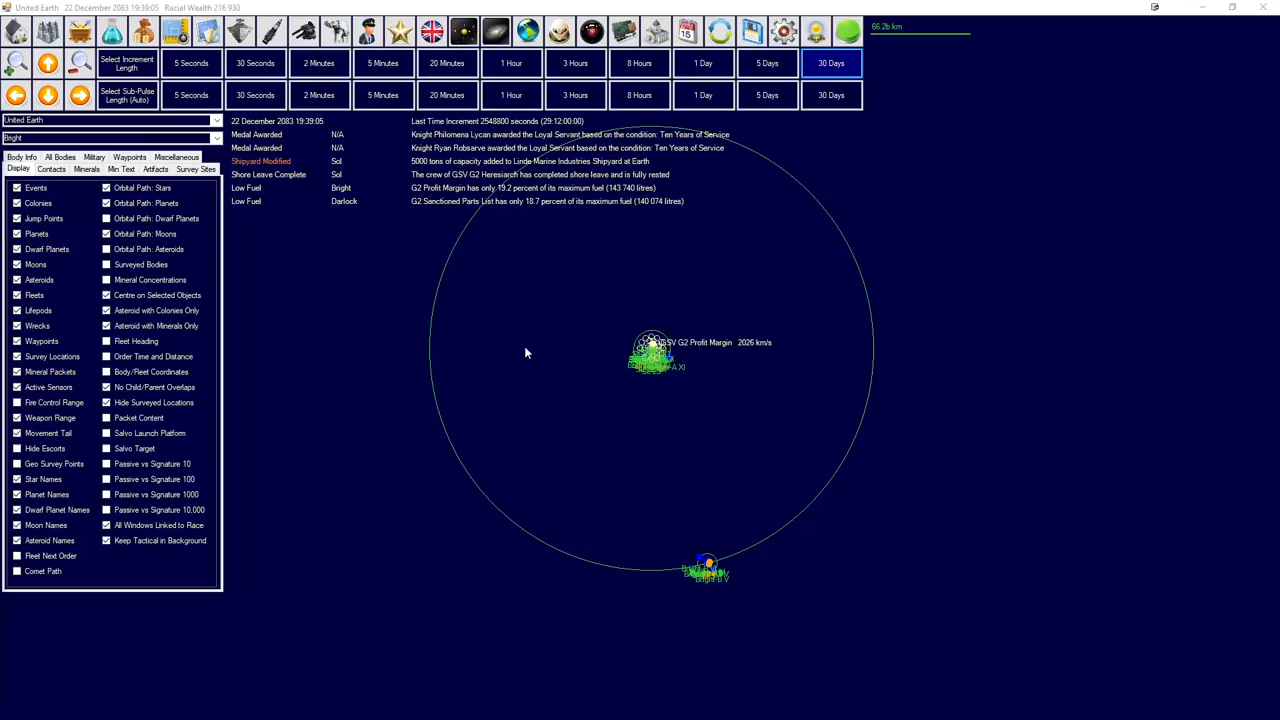 United Earth 22 December 2083 19:39:05 Racial Wealth 216 930
66.2b km
Select Increment Length 5 Seconds 30 Seconds 2 Minutes 5 Minutes 20 Minutes 1 Hour 3 Hours 8 Hours 1 Day 5 Days 30 Days
Select Sub-Pulse Length (Auto) 5 Seconds 30 Seconds 2 Minutes 5 Minutes 20 Minutes 1 Hour 3 Hours 8 Hours 1 Day 5 Days 30 Days
United Earth
Bright
Body Info All Bodies Military Waypoints Miscellaneous
Display Contacts Minerals Min Text Artifacts Survey Sites
Events Orbital Path: Stars
Colonies Orbital Path: Planets
Jump Points Orbital Path: Dwarf Planets
Planets Orbital Path: Moons
Dwarf Planets Orbital Path: Asteroids
Moons Surveyed Bodies
Asteroids Mineral Concentrations
Fleets Centre on Selected Objects
Lifepods Asteroid with Colonies Only
Wrecks Asteroid with Minerals Only
Waypoints Fleet Heading
Survey Locations Order Time and Distance
Mineral Packets Body/Fleet Coordinates
Active Sensors No Child/Parent Overlaps
Fire Control Range Hide Surveyed Locations
Weapon Range Packet Content
Movement Tail Salvo Launch Platform
Hide Escorts Salvo Target
Geo Survey Points Passive vs Signature 10
Star Names Passive vs Signature 100
Planet Names Passive vs Signature 1000
Dwarf Planet Names Passive vs Signature 10,000
Moon Names All Windows Linked to Race
Asteroid Names Keep Tactical in Background
Fleet Next Order
Comet Path
22 December 2083 19:39:05 Last Time Increment 2548800 seconds (29:12:00:00)
Medal Awarded N/A Knight Philomena Lycan awarded the Loyal Servant based on the condition: Ten Years of Service
Medal Awarded N/A Knight Ryan Robsarve awarded the Loyal Servant based on the condition: Ten Years of Service
Shipyard Modified Sol 5000 tons of capacity added to Linde Marine Industries Shipyard at Earth
Shore Leave Complete Sol The crew of GSV G2 Heresiarch has completed shore leave and is fully rested
Low Fuel Bright G2 Profit Margin has only 19.2 percent of its maximum fuel (143 740 litres)
Low Fuel Darlock G2 Sanctioned Parts List has only 18.7 percent of its maximum fuel (140 074 litres)
GSV G2 Profit Margin 2026 km/s
Bright-B V